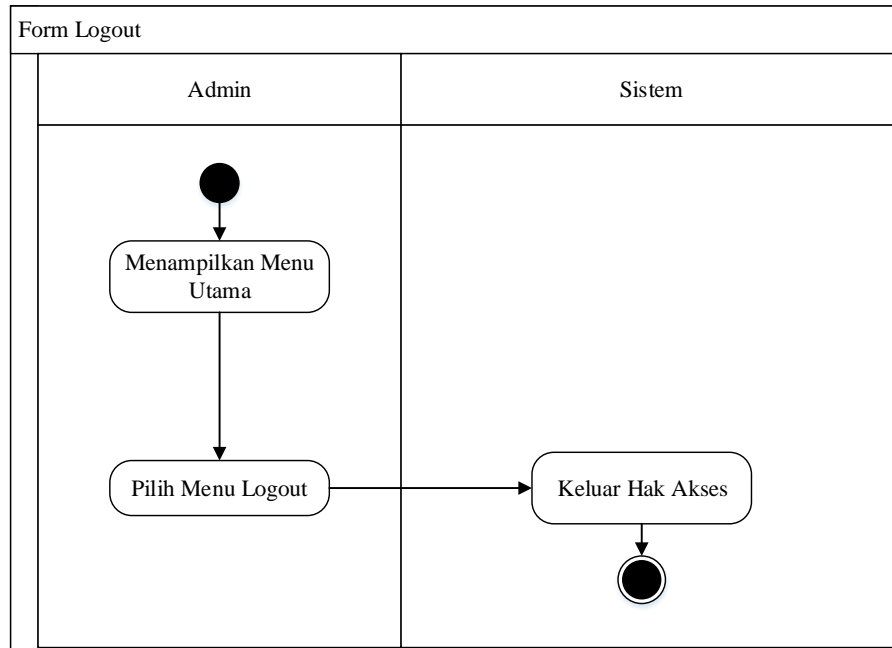 Form Logout
Admin
Sistem
Menampilkan Menu
Utama
Pilih Menu Logout
Keluar Hak Akses